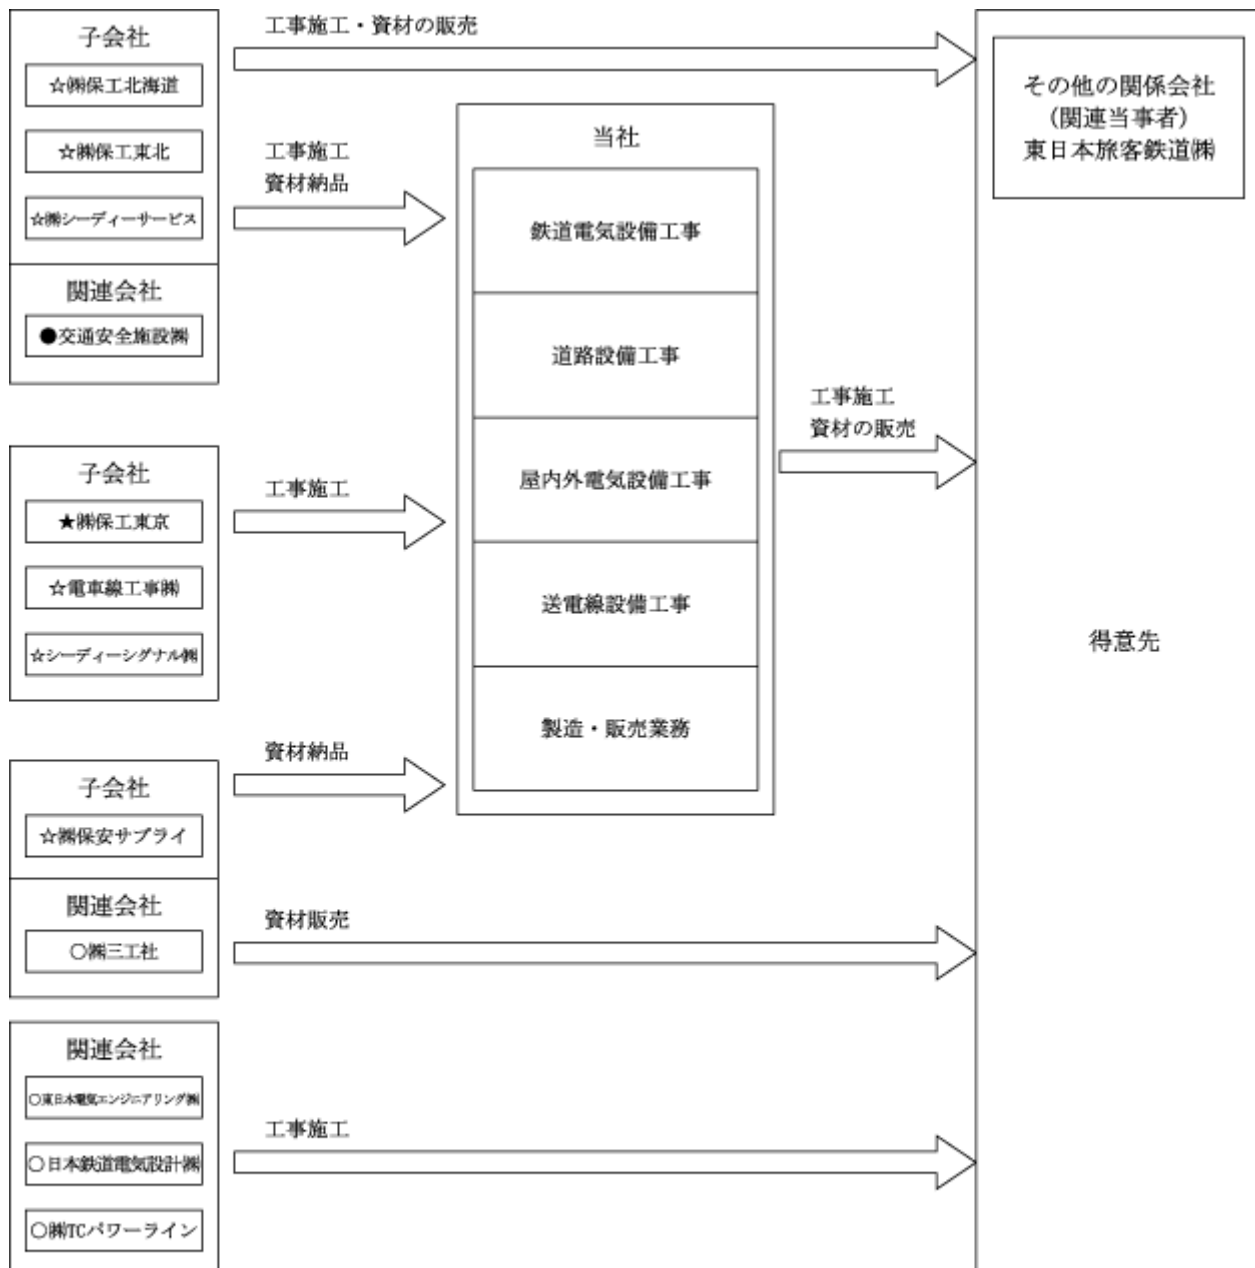 子会社
☆㈱保工北海道
☆㈱保工東北
☆㈱シーディーサービス
関連会社
●交通安全施設㈱
工事施工・資材の販売
工事施工
資材納品
子会社
★㈱保工東京
☆電車線工事㈱
☆シーディーシグナル㈱
工事施工
子会社
☆㈱保安サプライ
関連会社
○㈱三工社
資材納品
資材販売
関連会社
○東日本電気エンジニアリング㈱
○日本鉄道電気設計㈱
○㈱TCパワーライン
工事施工
当社
鉄道電気設備工事
道路設備工事
屋内外電気設備工事
送電線設備工事
製造・販売業務
工事施工
資材の販売
その他の関係会社
(関連当事者)
東日本旅客鉄道㈱
得意先